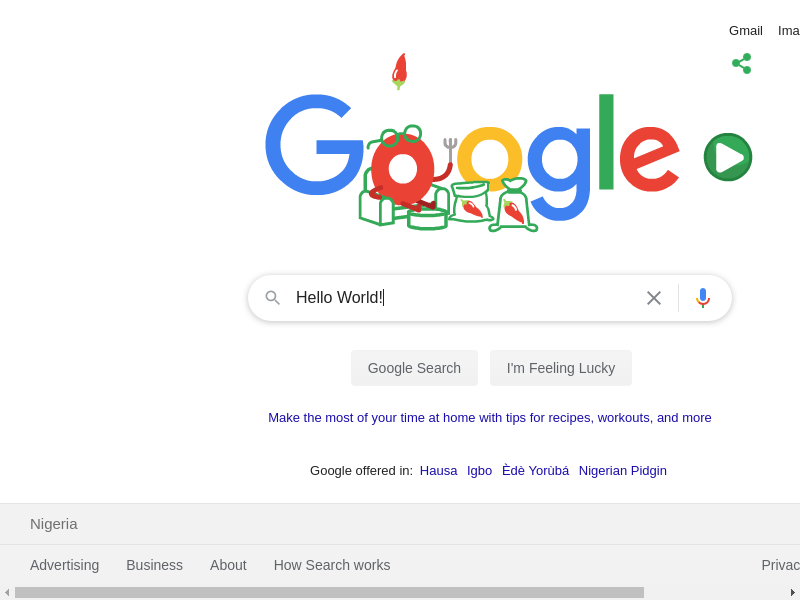 Gmail Ima
Google
Hello World!
Google Search I'm Feeling Lucky
Make the most of your time at home with tips for recipes, workouts, and more
Google offered in: Hausa Igbo Èdè Yorùbá Nigerian Pidgin
Nigeria
Advertising Business About How Search works Privac